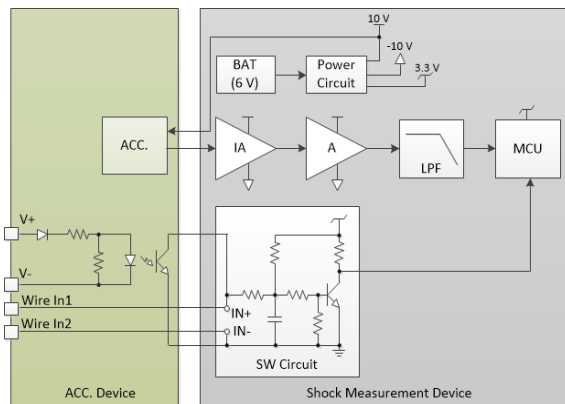 10 V
-10 V
3.3 V
BAT
(6 V)
Power
Circuit
ACC.
IA
A
LPF
MCU
V+
V-
Wire In1
Wire In2
IN+
IN-
SW Circuit
ACC. Device
Shock Measurement Device